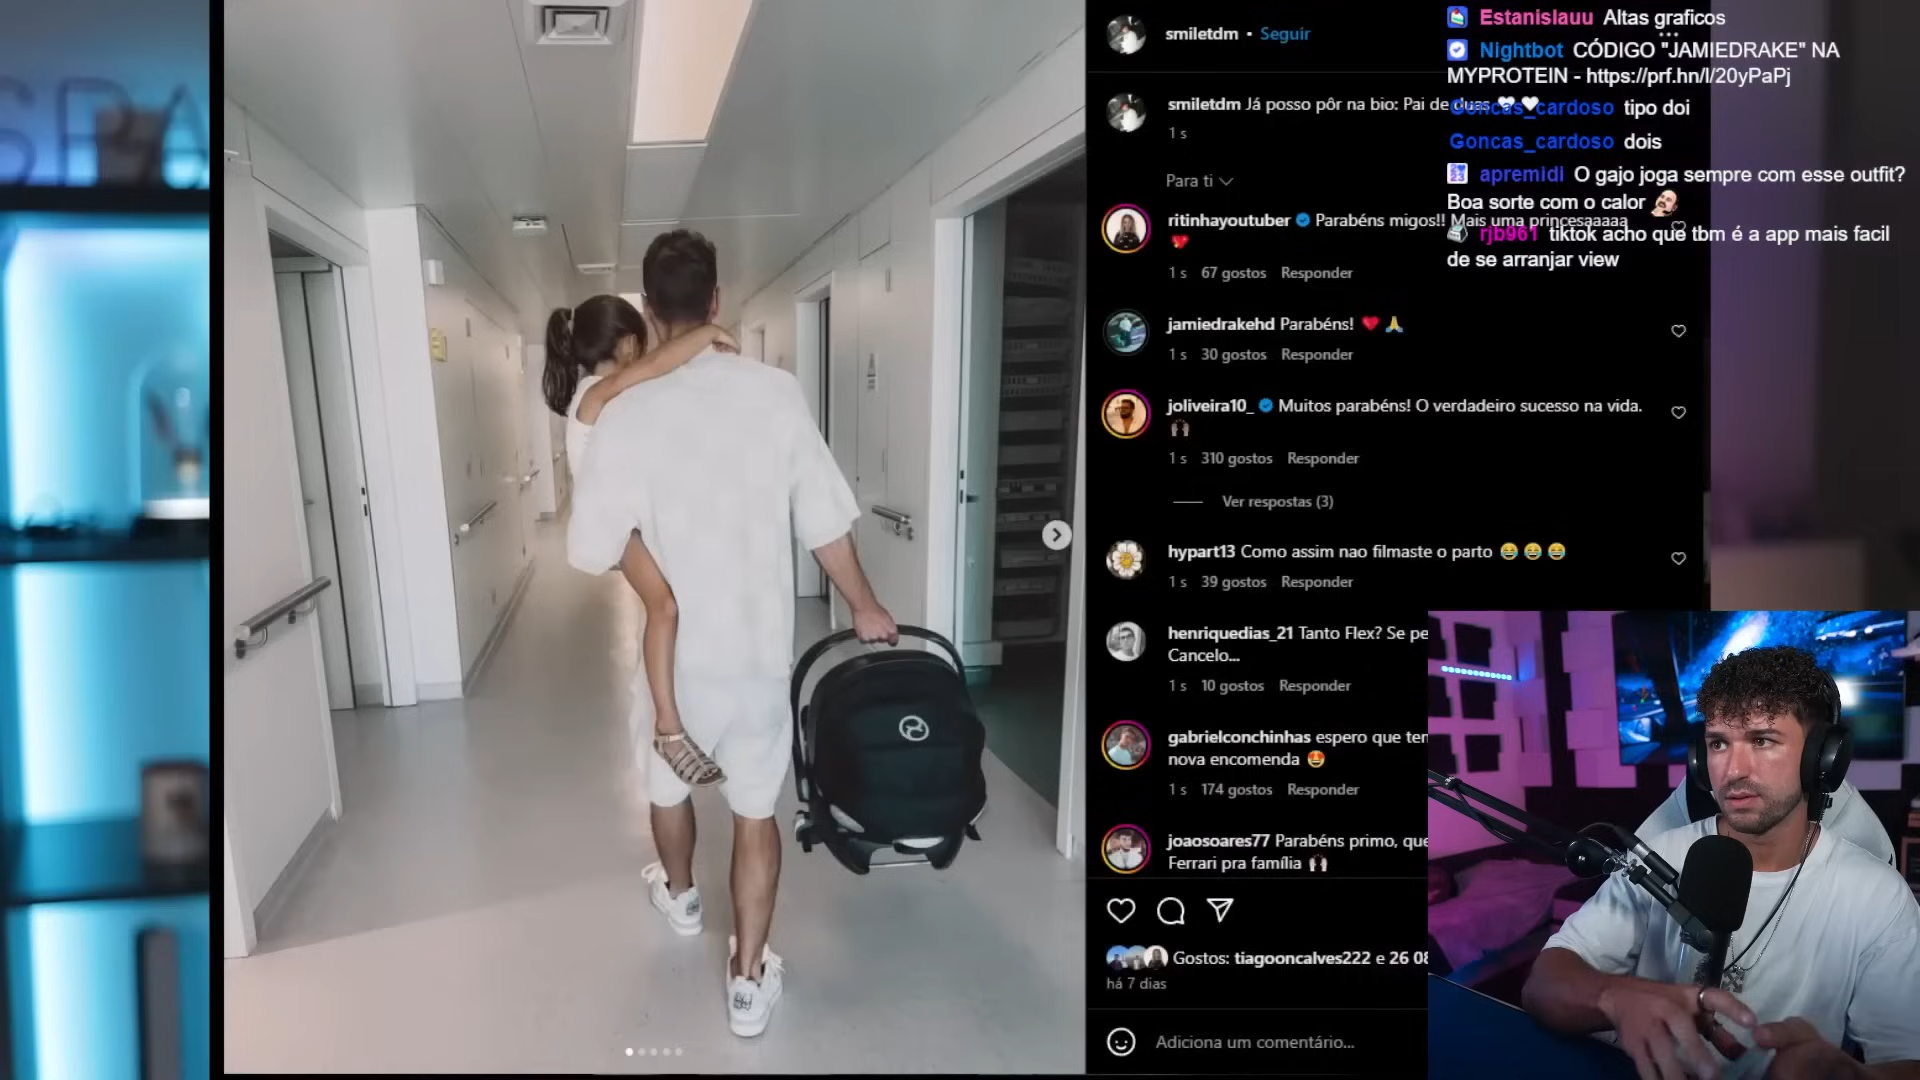 smiletdm • Seguir
smiletdm Já posso pôr na bio: Pai de duas
1 s
Para ti
ritinhayoutuber Parabéns migos!! Mais uma princesaaaaa
1 s 67 gostos Responder
jamiedrakehd Parabéns!
1 s 30 gostos Responder
joliveira10_ Muitos parabéns! O verdadeiro sucesso na vida.
1 s 310 gostos Responder
Ver respostas (3)
hypart13 Como assim nao filmaste o parto 😂 😂 😂
1 s 39 gostos Responder
henriquedias_21 Tanto Flex? Se pe
Cancelo...
1 s 10 gostos Responder
gabrielconchinhas espero que ten
nova encomenda 😍
1 s 174 gostos Responder
joaosoares77 Parabéns primo, que
Ferrari pra família
Gostos: tiagooncalves222 e 26 08
há 7 dias
Adiciona um comentário...
Estanislauu Altas graficos
Nightbot CÓDIGO "JAMIEDRAKE" NA
MYPROTEIN - https://prf.hn/l/20yPaPj
Goncas_cardoso tipo doi
Goncas_cardoso dois
apremidi O gajo joga sempre com esse outfit?
Boa sorte com o calor
rjb961 tiktok acho que tbm é a app mais facil
de se arranjar view